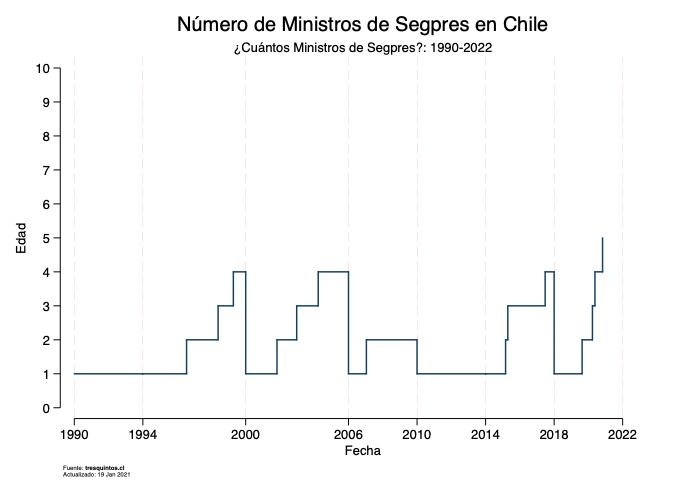 Número de Ministros de Segpres en Chile
¿Cuántos Ministros de Segpres?: 1990-2022
10
9
8
7
6
5
4
3
2
1
0
Edad
1990 1994 2000 2006 2010 2014 2018 2022
Fecha
Fuente: tresquintos.cl
Actualizado: 19 Jan 2021